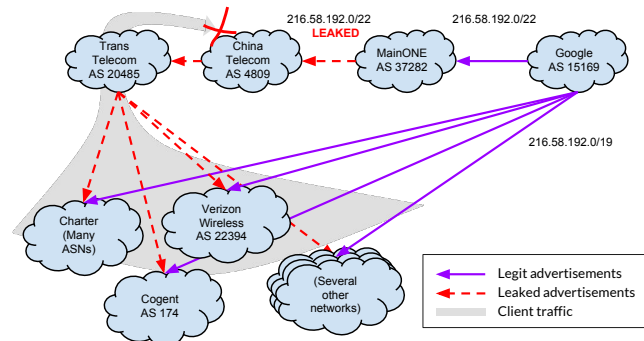 216.58.192.0/22
216.58.192.0/22
LEAKED
Trans
Telecom
AS 20485
China
Telecom
AS 4809
MainONE
AS 37282
Google
AS 15169
216.58.192.0/19
Charter
(Many
ASNs)
Verizon
Wireless
AS 22394
Cogent
AS 174
(Several
other
networks)
Legit advertisements
Leaked advertisements
Client traffic